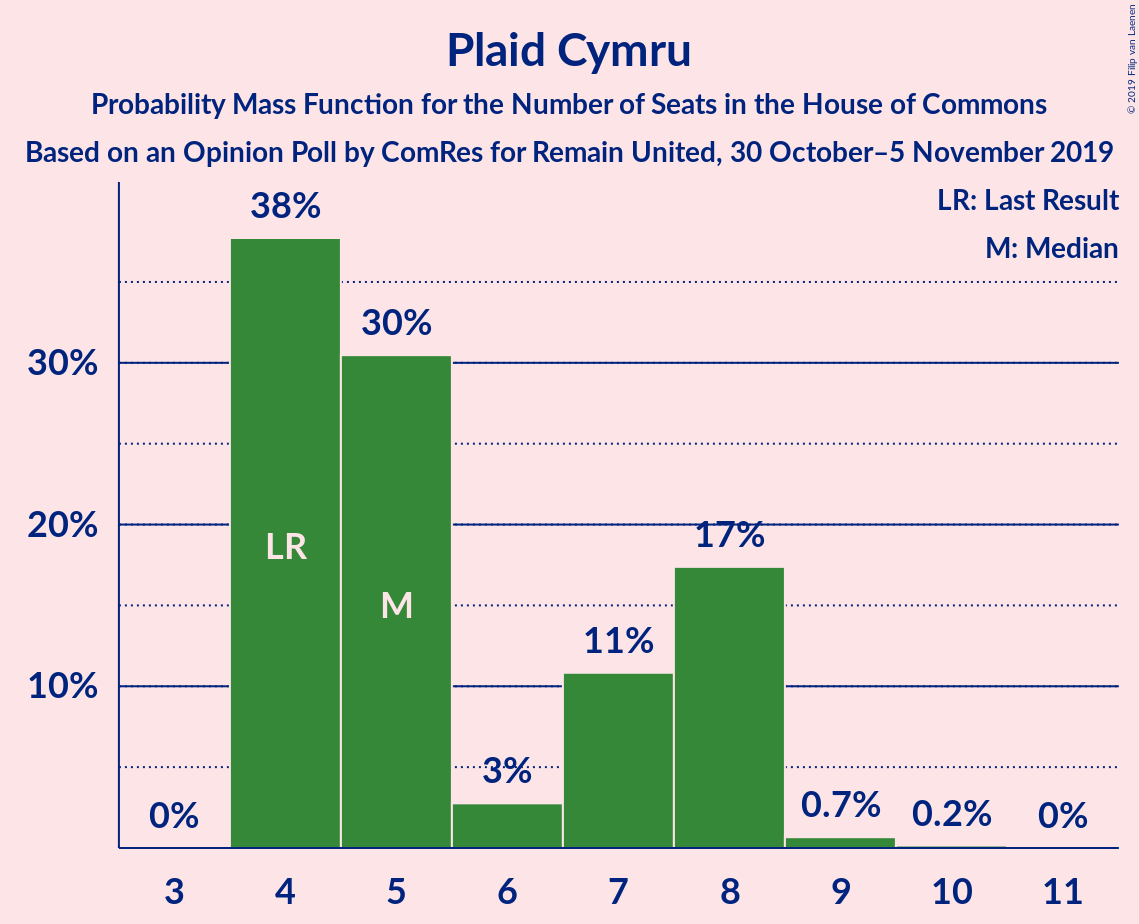 Plaid Cymru
Probability Mass Function for the Number of Seats in the House of Commons
Based on an Opinion Poll by ComRes for Remain United, 30 October–5 November 2019
© 2019 Filip van Laenen
LR: Last Result
M: Median
38%
30%
30%
20%
17%
LR
M
11%
10%
3%
0%
0.7%
0.2%
0%
3 4 5 6 7 8 9 10 11